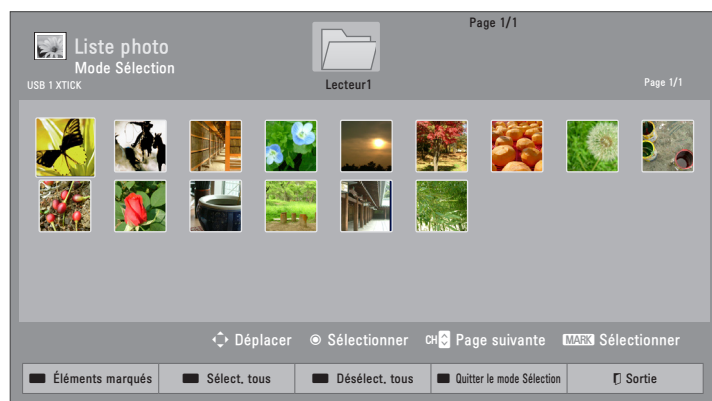 Page 1/1
Liste photo
Mode Sélection
USB 1 XTICK
Lecteur1
Page 1/1
Déplacer
Sélectionner
CH Page suivante
MARK Sélectionner
Éléments marqués
Sélect. tous
Désélect. tous
Quitter le mode Sélection
Sortie